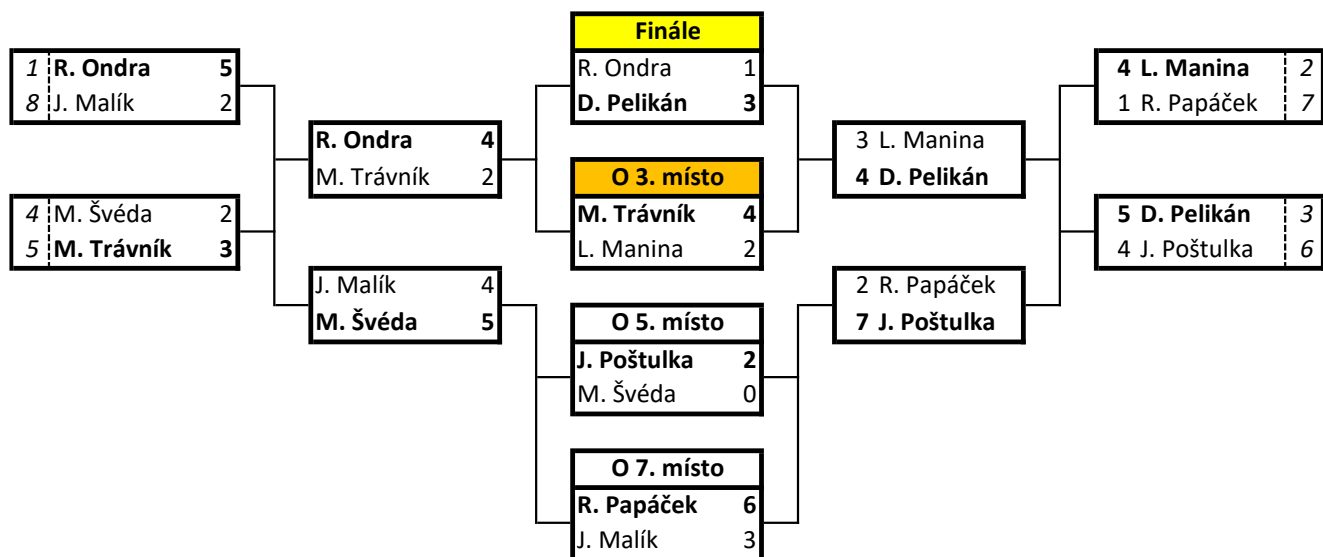 1 R. Ondra 5
8 J. Malík 2
4 M. Švéda 2
5 M. Trávník 3
R. Ondra 4
M. Trávník 2
J. Malík 4
M. Švéda 5
Finále
R. Ondra 1
D. Pelikán 3
O 3. místo
M. Trávník 4
L. Manina 2
O 5. místo
J. Poštulka 2
M. Švéda 0
O 7. místo
R. Papáček 6
J. Malík 3
3 L. Manina
4 D. Pelikán
2 R. Papáček
7 J. Poštulka
4 L. Manina 2
1 R. Papáček 7
5 D. Pelikán 3
4 J. Poštulka 6